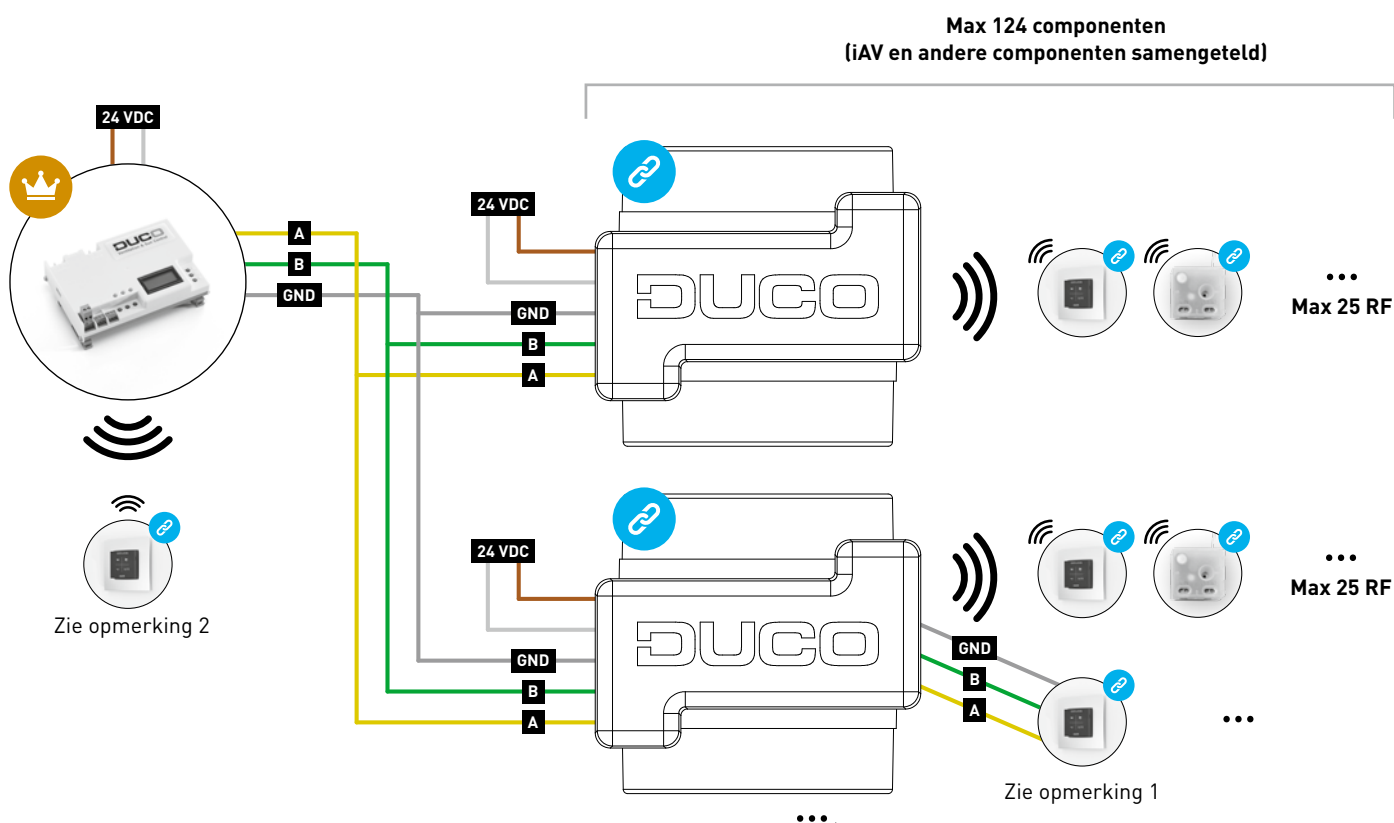 Max 124 componenten
(iAV en andere componenten samengeteld)
24 VDC
DUCO
A
B
GND
Zie opmerking 2
24 VDC
GND
B
A
DUCO
•••
Max 25 RF
24 VDC
GND
B
A
DUCO
•••
Max 25 RF
GND
B
A
•••
Zie opmerking 1
•••